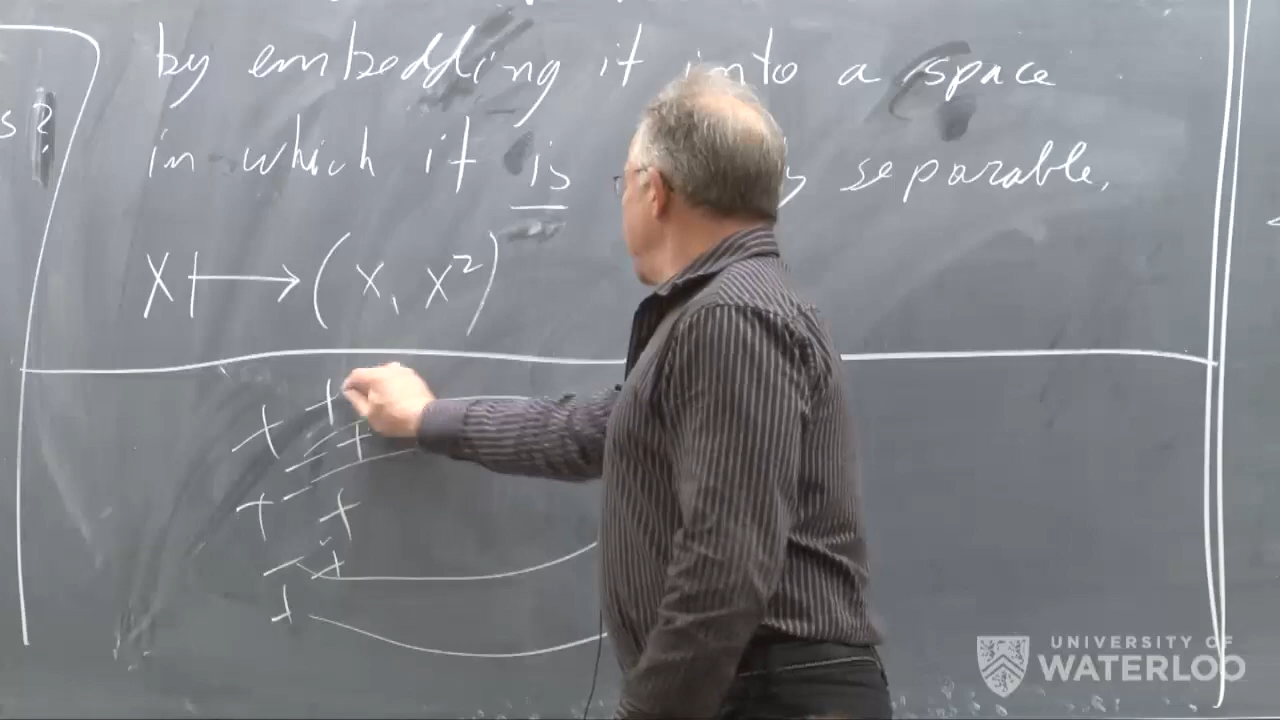 by embedding it into a space
s?
in which it is separable,
X ⟼ (x, x²)
+ +
+
+ +
+
+
UNIVERSITY OF
WATERLOO